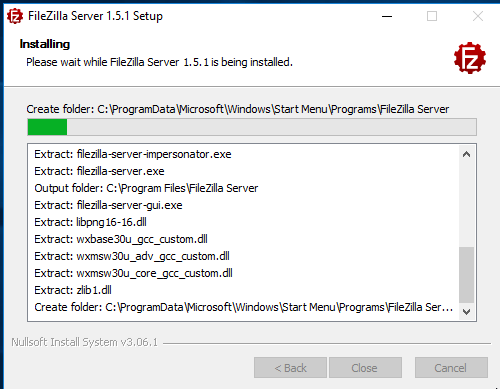 FileZilla Server 1.5.1 Setup
Installing
Please wait while FileZilla Server 1.5.1 is being installed.
Fz
Create folder: C:\ProgramData\Microsoft\Windows\Start Menu\Programs\FileZilla Server
Extract: filezilla-server-impersonator.exe
Extract: filezilla-server.exe
Output folder: C:\Program Files\FileZilla Server
Extract: filezilla-server-gui.exe
Extract: libpng16-16.dll
Extract: wxbase30u_gcc_custom.dll
Extract: wxmsw30u_adv_gcc_custom.dll
Extract: wxmsw30u_core_gcc_custom.dll
Extract: zlib1.dll
Create folder: C:\ProgramData\Microsoft\Windows\Start Menu\Programs\FileZilla Ser...
Nullsoft Install System v3.06.1
< Back Close Cancel